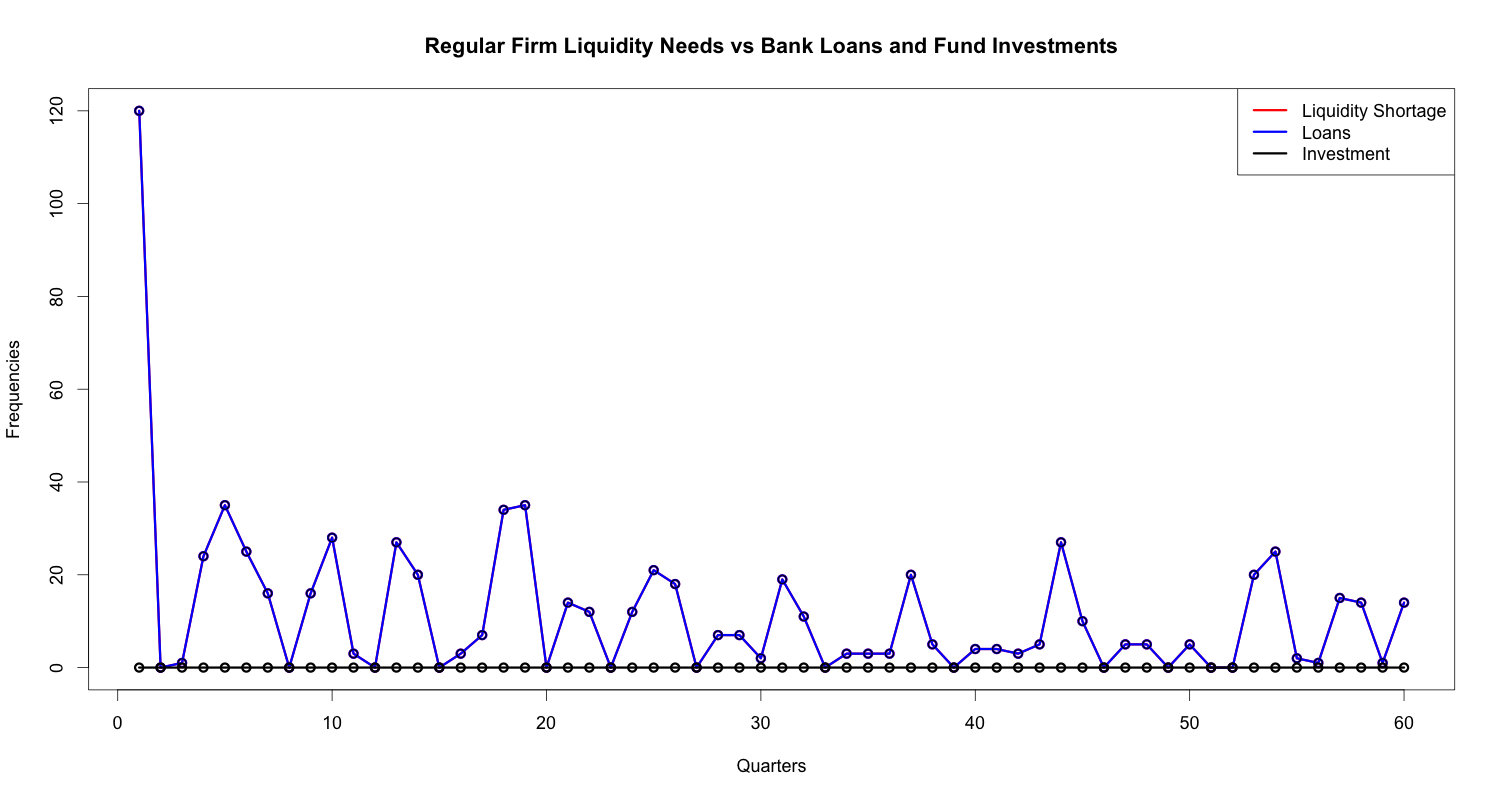 Regular Firm Liquidity Needs vs Bank Loans and Fund Investments
Liquidity Shortage
Loans
Investment
Frequencies
120
100
80
60
40
20
0
0 10 20 30 40 50 60
Quarters